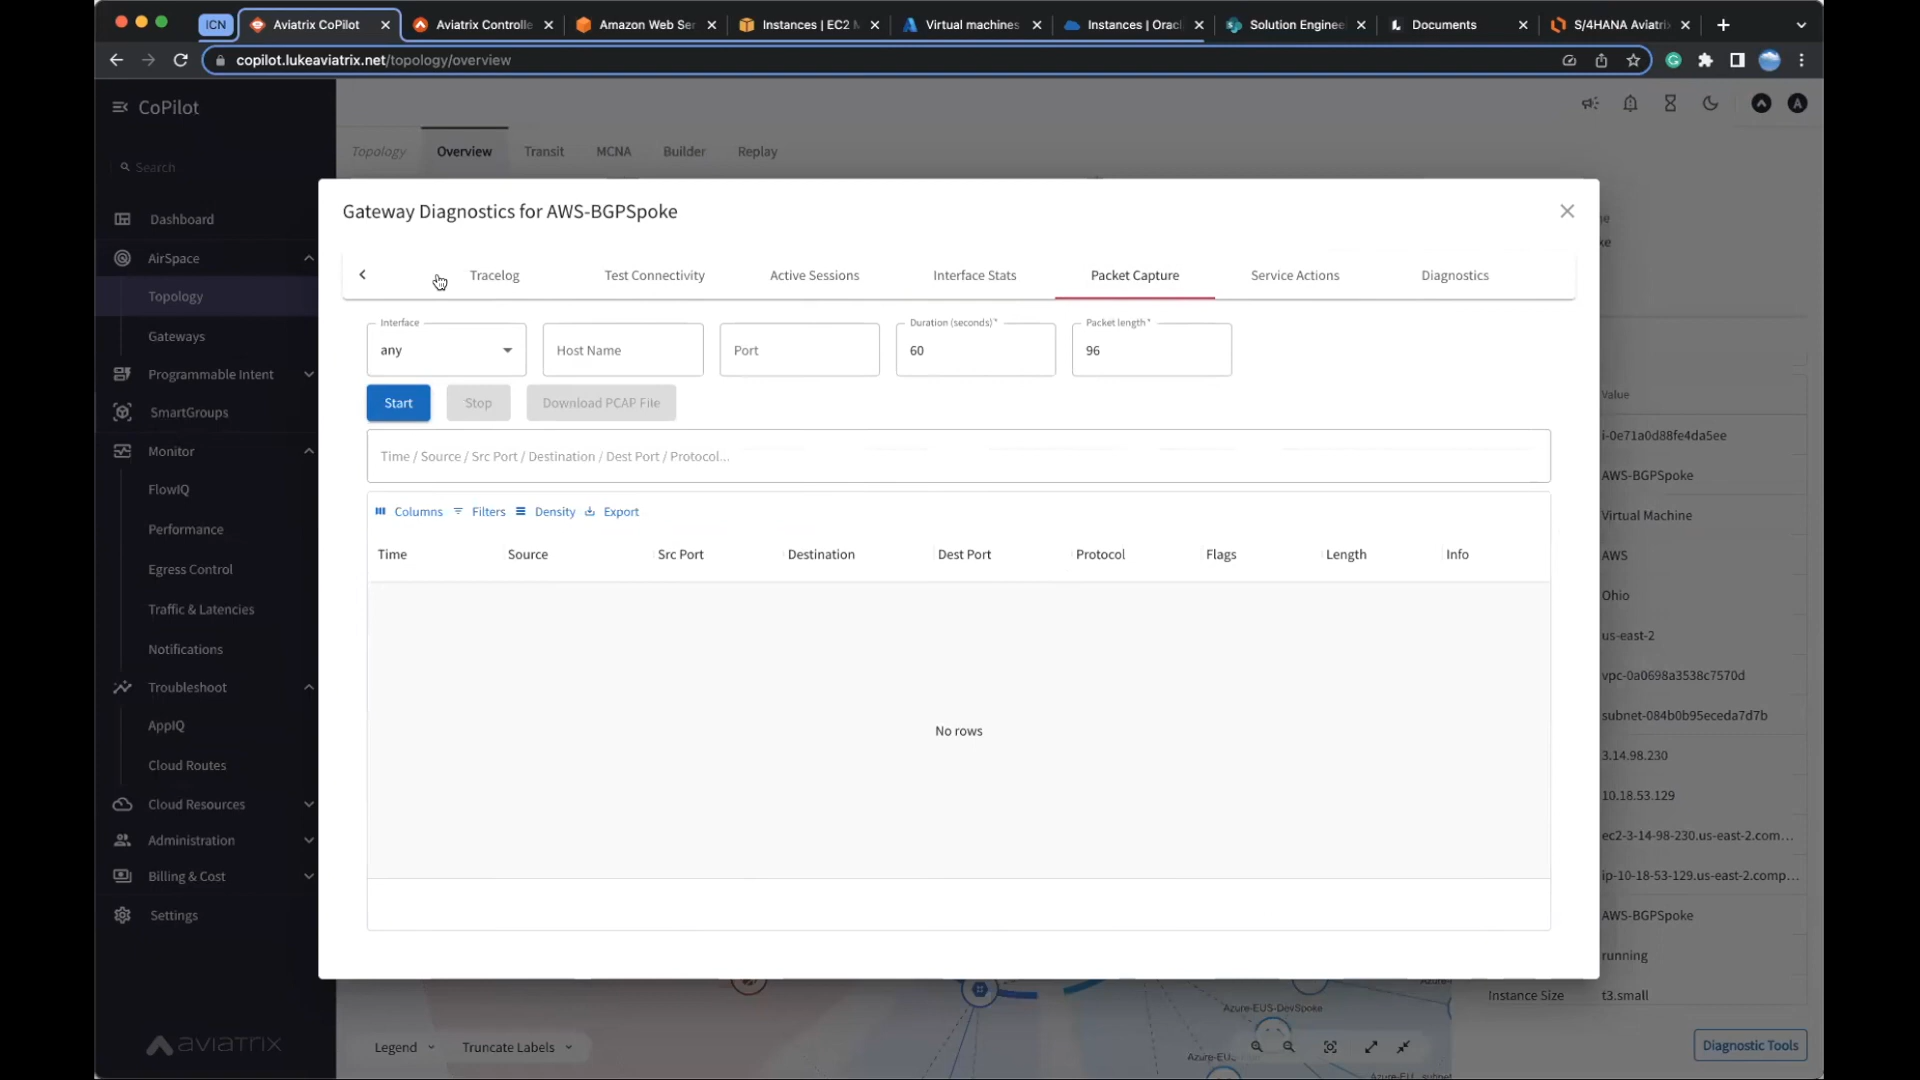 ICN
Aviatrix CoPilot
Aviatrix Controlle
Amazon Web Ser
Instances | EC2 M
Virtual machines
Instances | Oracl
Solution Enginee
Documents
S/4HANA Aviatri
copilot.lukeaviatrix.net/topology/overview
CoPilot
Search
Dashboard
AirSpace
Topology
Gateways
Programmable Intent
SmartGroups
Monitor
FlowIQ
Performance
Egress Control
Traffic & Latencies
Notifications
Troubleshoot
AppIQ
Cloud Routes
Cloud Resources
Administration
Billing & Cost
Settings
aviatrix
Topology
Overview
Transit
MCNA
Builder
Replay
A
Gateway Diagnostics for AWS-BGPSpoke
Tracelog
Test Connectivity
Active Sessions
Interface Stats
Packet Capture
Service Actions
Diagnostics
Interface
any
Host Name
Port
Duration (seconds)*
60
Packet length*
96
Start
Stop
Download PCAP File
Time / Source / Src Port / Destination / Dest Port / Protocol...
Columns
Filters
Density
Export
Time
Source
Src Port
Destination
Dest Port
Protocol
Flags
Length
Info
No rows
Value
i-0e71a0d88fe4da5ee
AWS-BGPSpoke
Virtual Machine
AWS
Ohio
us-east-2
vpc-0a0698a3538c7570d
subnet-084b0b95eceda7d7b
3.14.98.230
10.18.53.129
ec2-3-14-98-230.us-east-2.com...
ip-10-18-53-129.us-east-2.comp...
AWS-BGPSpoke
running
Instance Size
t3.small
Azure-EUS-DevSpoke
Legend
Truncate Labels
Diagnostic Tools